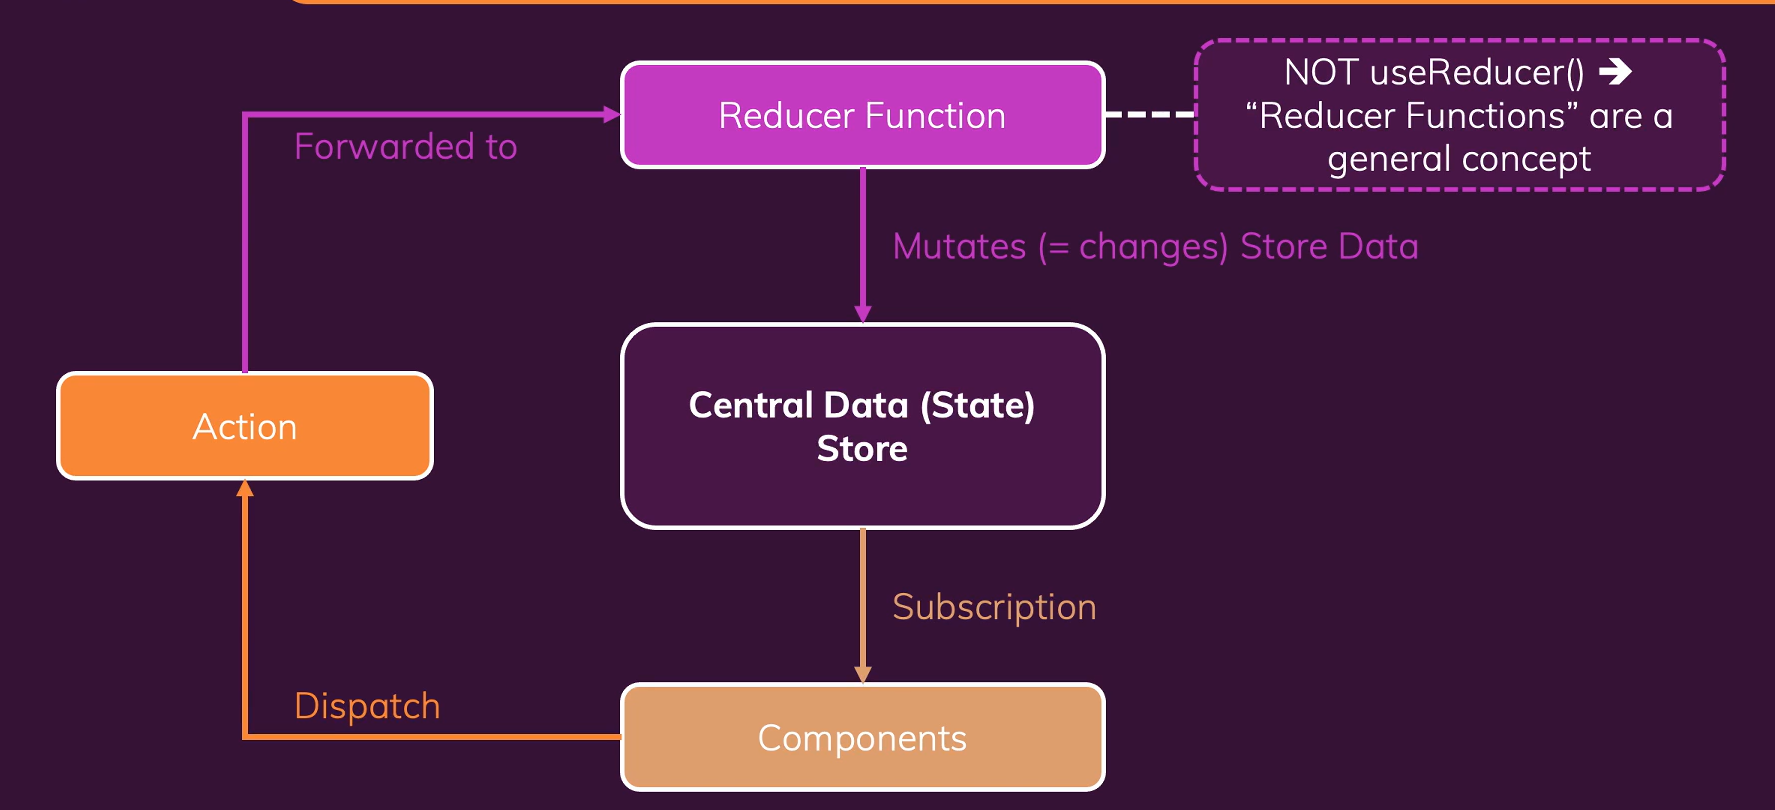 Reducer Function
NOT useReducer() 🡺
“Reducer Functions” are a
general concept
Forwarded to
Mutates (= changes) Store Data
Action
Central Data (State)
Store
Subscription
Dispatch
Components